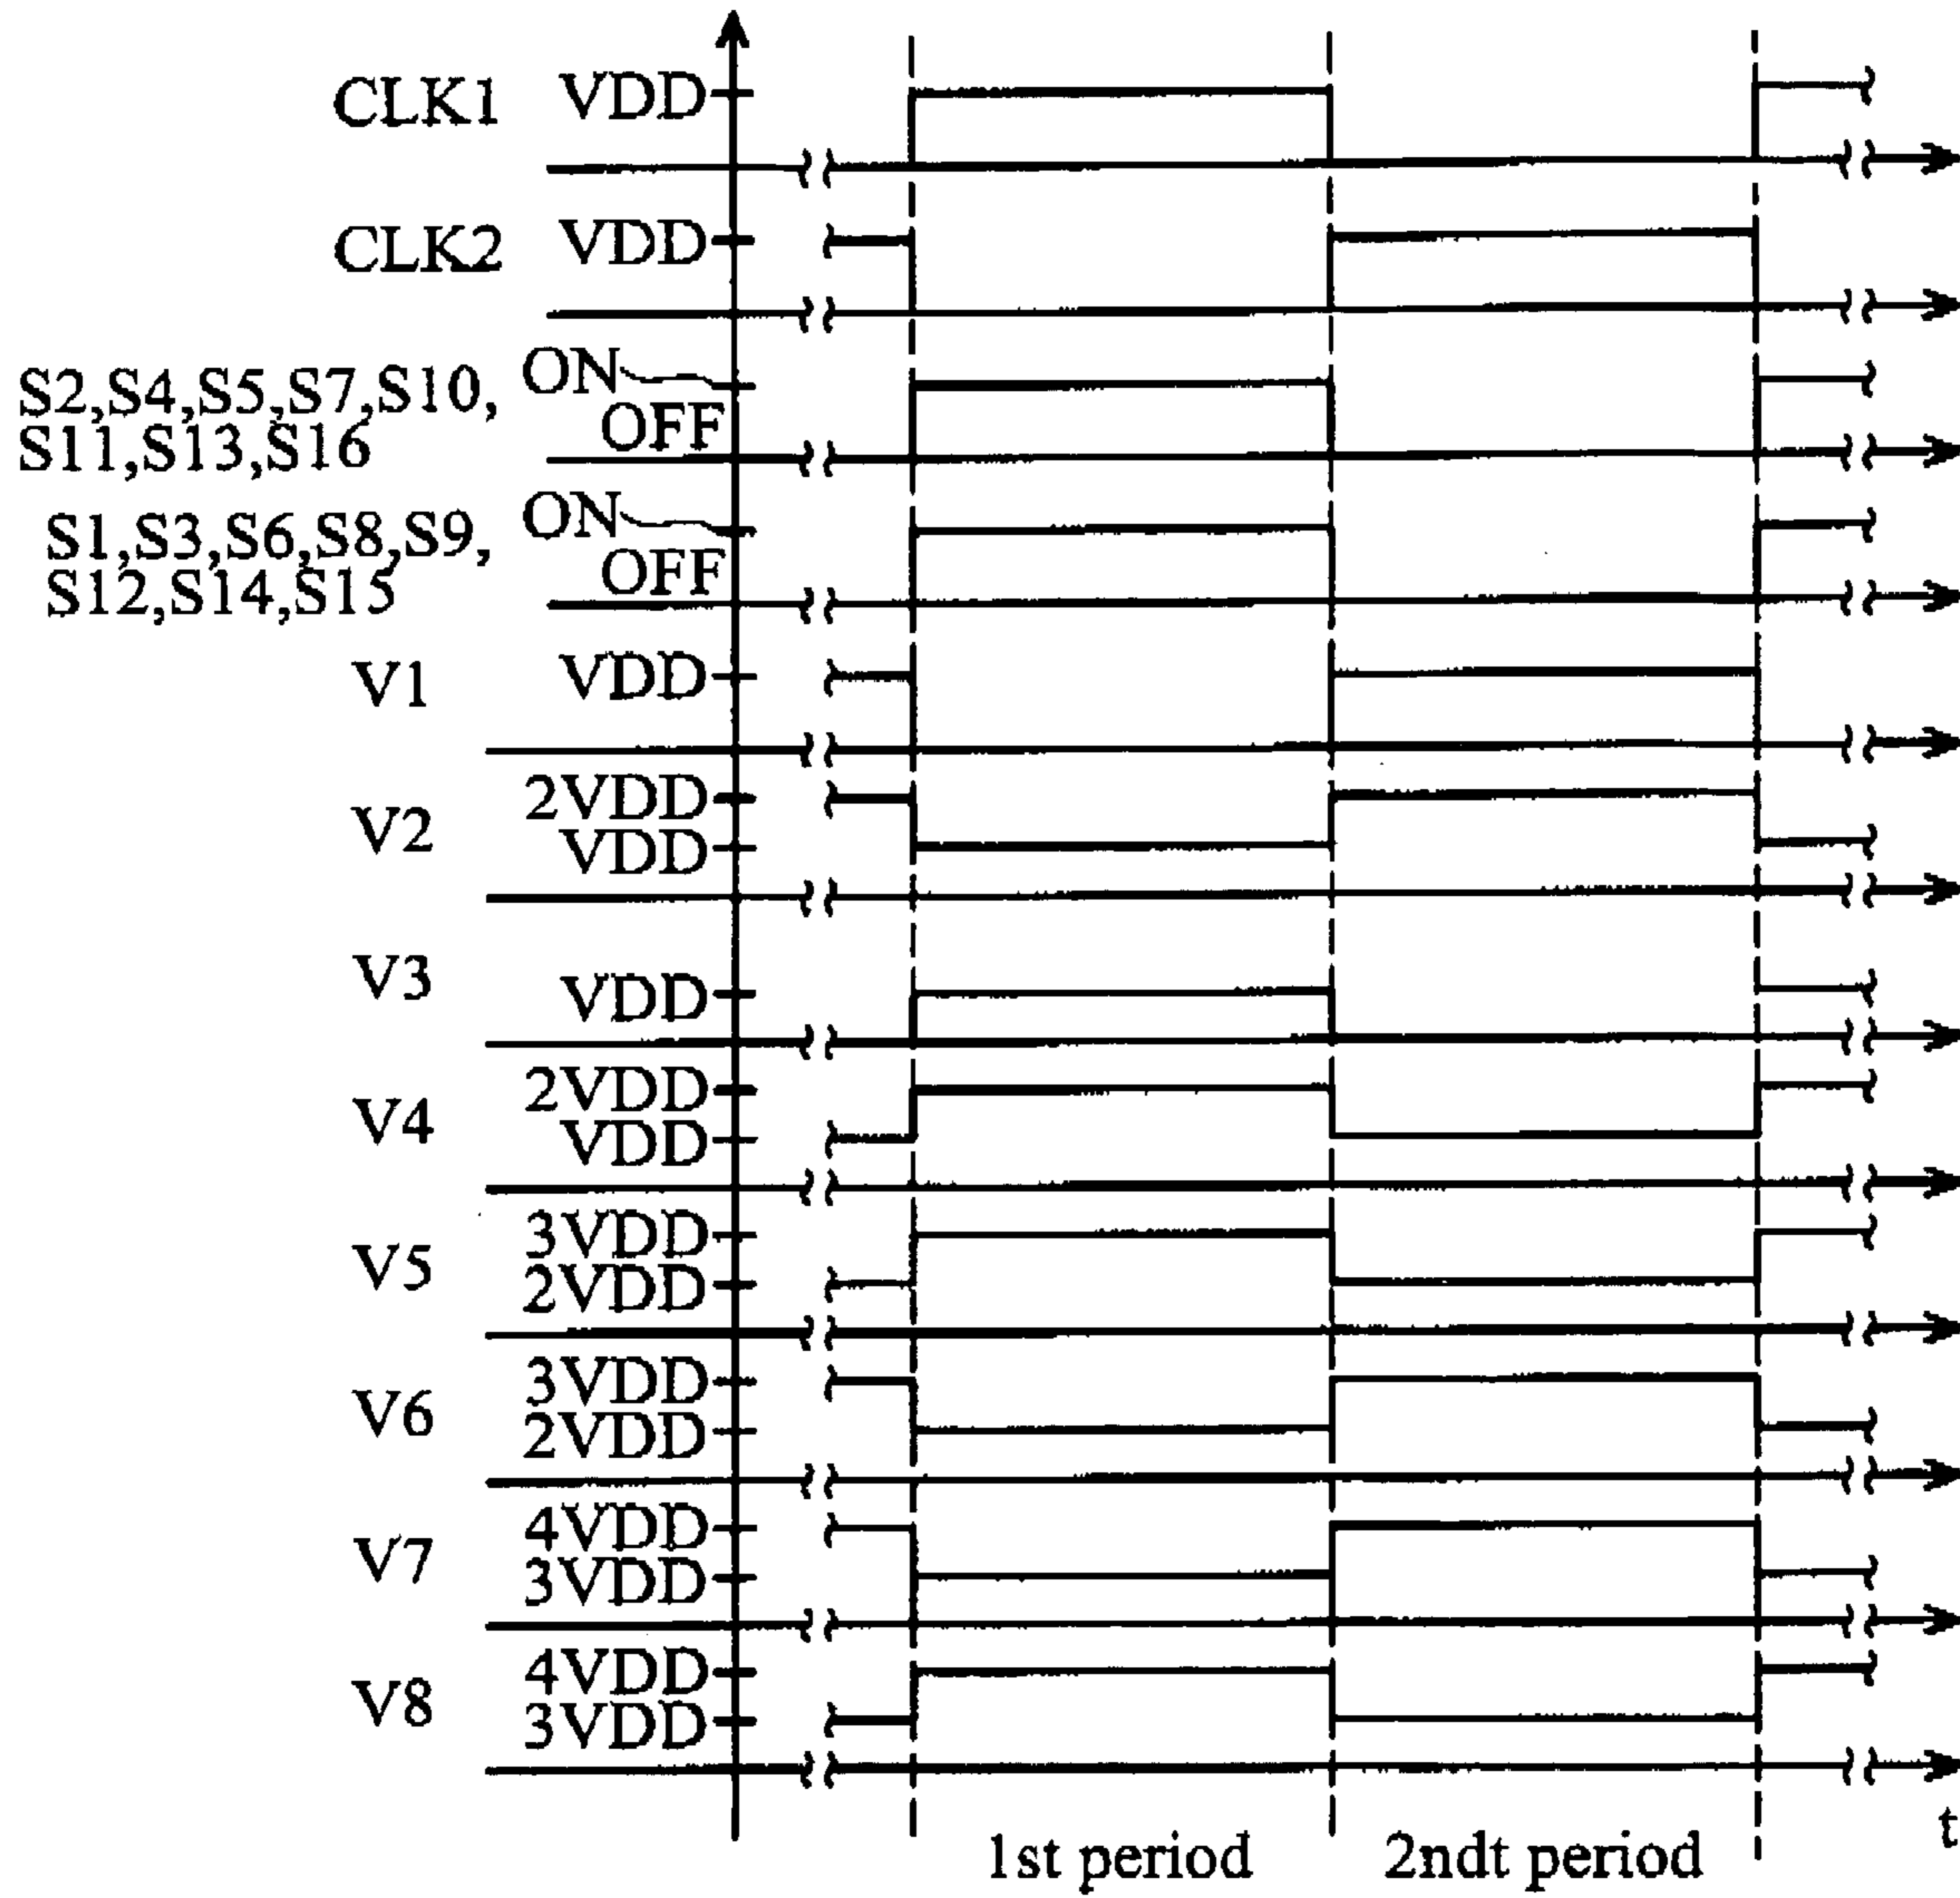 CLK1 VDD
CLK2 VDD
S2,S4,S5,S7,S10, ON
S11,S13,S16 OFF
S1,S3,S6,S8,S9, ON
S12,S14,S15 OFF
V1 VDD
V2 2VDD
VDD
V3 VDD
V4 2VDD
VDD
V5 3VDD
2VDD
V6 3VDD
2VDD
V7 4VDD
3VDD
V8 4VDD
3VDD
t
1st period 2ndt period